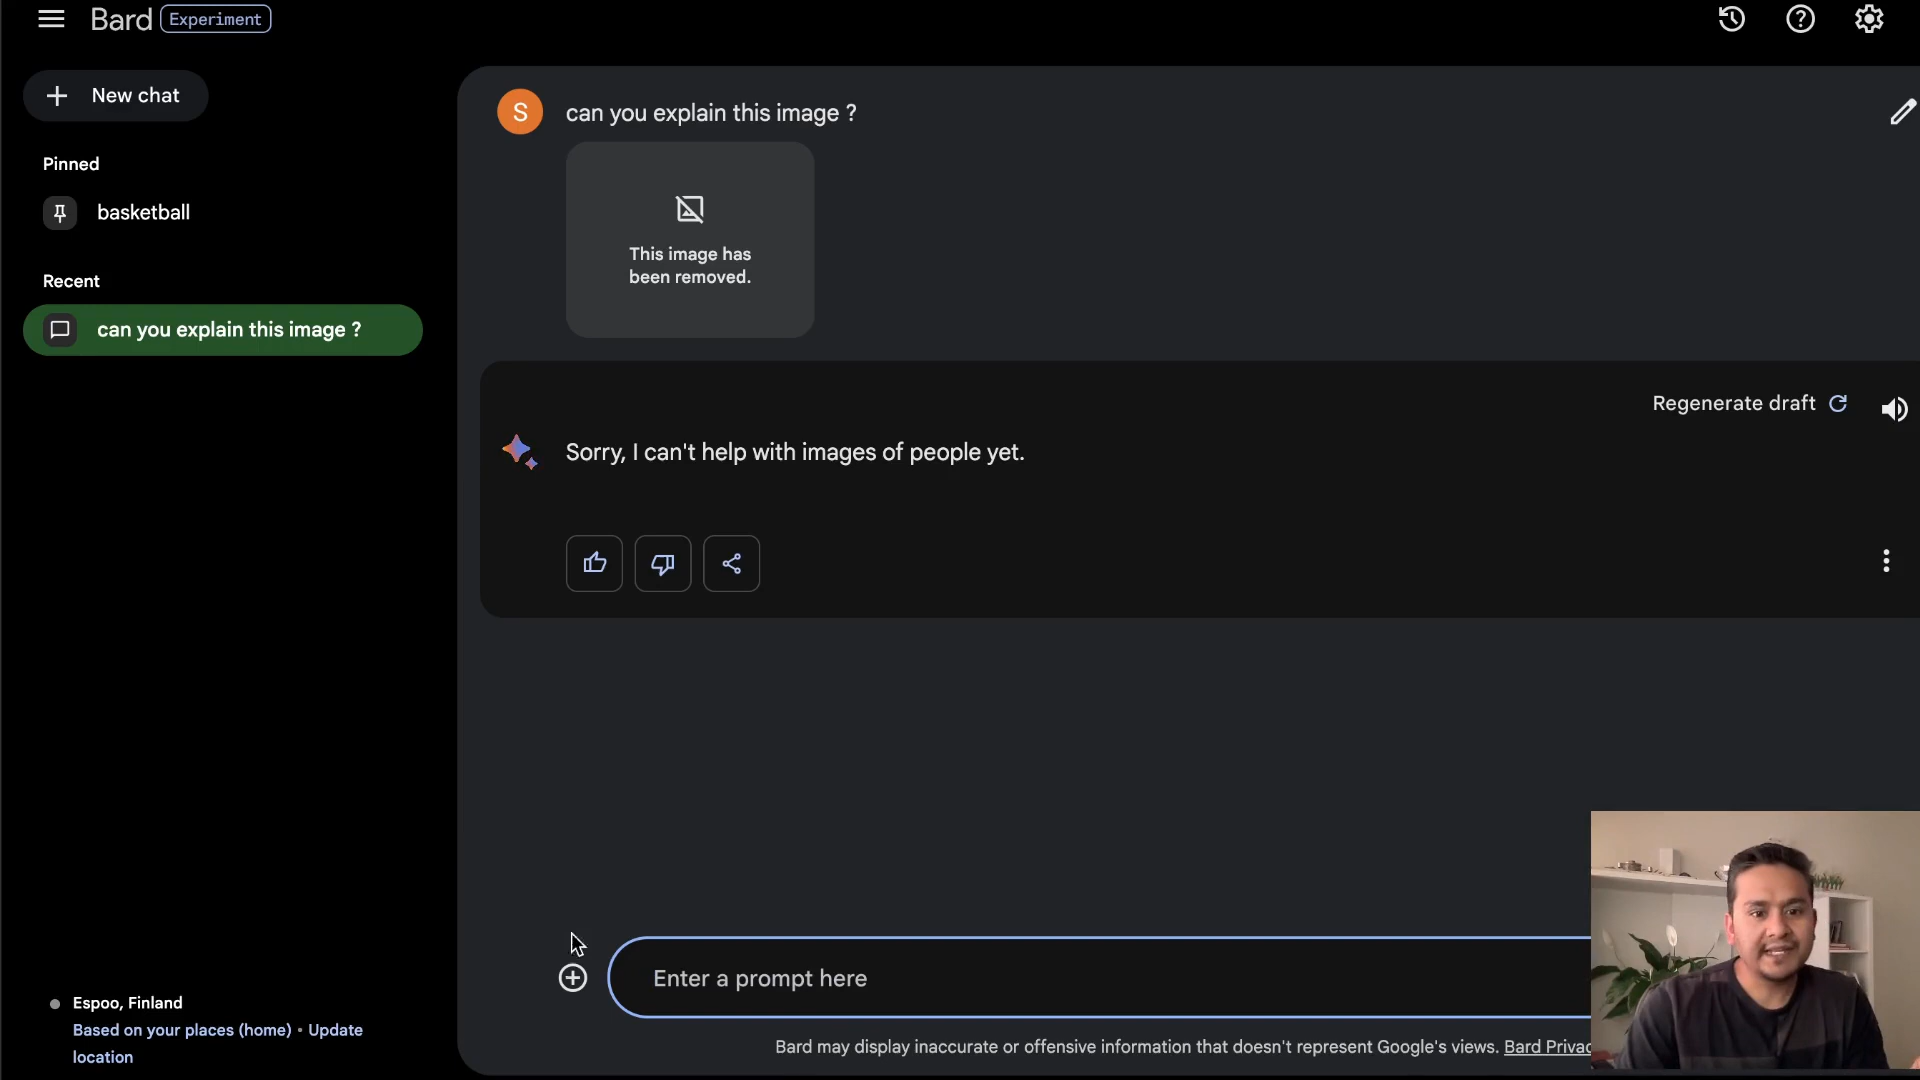 Bard Experiment
New chat
Pinned
basketball
Recent
can you explain this image ?
Espoo, Finland
Based on your places (home) • Update
location
S can you explain this image ?
This image has
been removed.
Regenerate draft
Sorry, I can't help with images of people yet.
Enter a prompt here
Bard may display inaccurate or offensive information that doesn't represent Google's views. Bard Privac